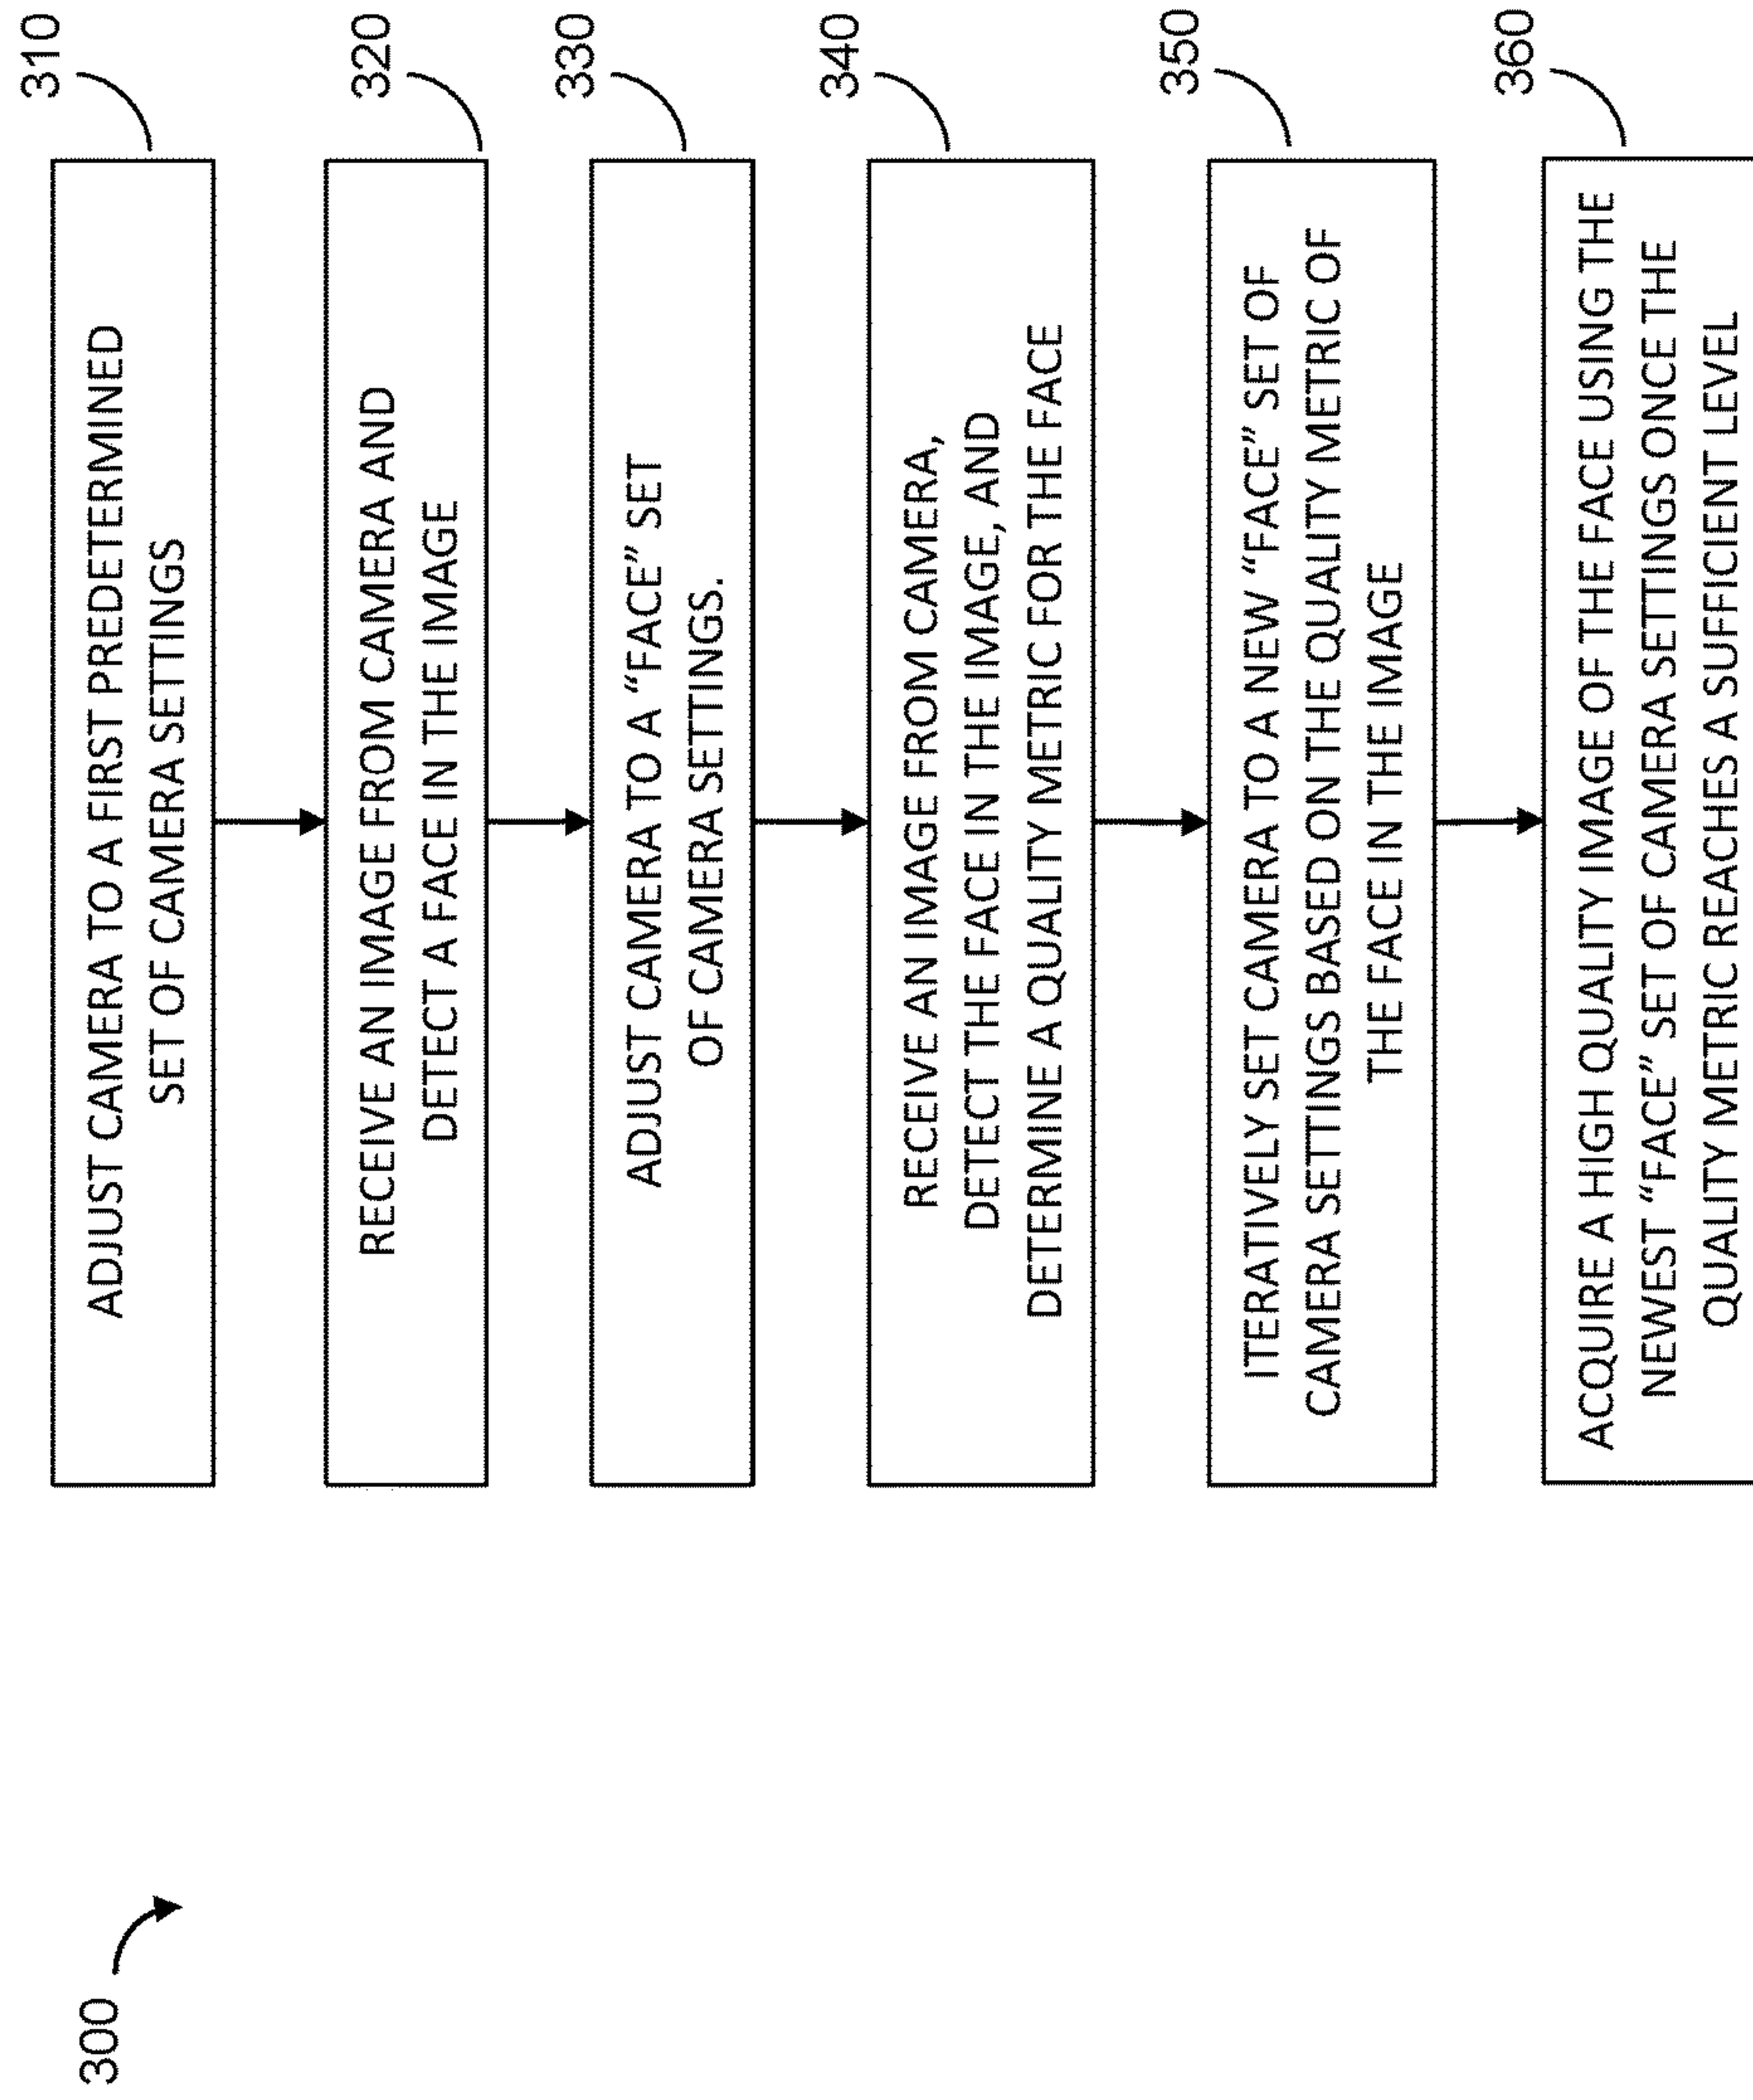 300
310
ADJUST CAMERA TO A FIRST PREDETERMINED
SET OF CAMERA SETTINGS
320
RECEIVE AN IMAGE FROM CAMERA AND
DETECT A FACE IN THE IMAGE
330
ADJUST CAMERA TO A “FACE” SET
OF CAMERA SETTINGS.
340
RECEIVE AN IMAGE FROM CAMERA,
DETECT THE FACE IN THE IMAGE, AND
DETERMINE A QUALITY METRIC FOR THE FACE
350
ITERATIVELY SET CAMERA TO A NEW “FACE” SET OF
CAMERA SETTINGS BASED ON THE QUALITY METRIC OF
THE FACE IN THE IMAGE
360
ACQUIRE A HIGH QUALITY IMAGE OF THE FACE USING THE
NEWEST “FACE” SET OF CAMERA SETTINGS ONCE THE
QUALITY METRIC REACHES A SUFFICIENT LEVEL